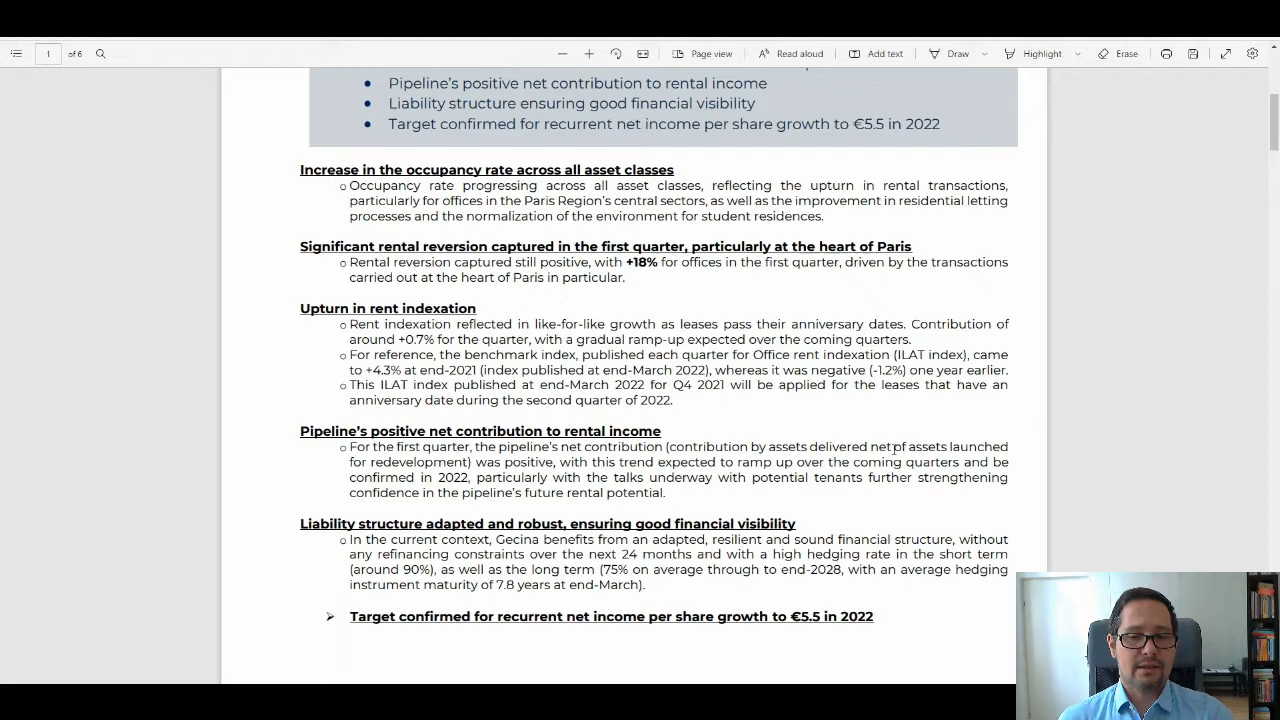 1 of 6 Page view Read aloud Add text Draw Highlight Erase
• Pipeline's positive net contribution to rental income
• Liability structure ensuring good financial visibility
• Target confirmed for recurrent net income per share growth to €5.5 in 2022
Increase in the occupancy rate across all asset classes
o Occupancy rate progressing across all asset classes, reflecting the upturn in rental transactions,
particularly for offices in the Paris Region's central sectors, as well as the improvement in residential letting
processes and the normalization of the environment for student residences.
Significant rental reversion captured in the first quarter, particularly at the heart of Paris
o Rental reversion captured still positive, with +18% for offices in the first quarter, driven by the transactions
carried out at the heart of Paris in particular.
Upturn in rent indexation
o Rent indexation reflected in like-for-like growth as leases pass their anniversary dates. Contribution of
around +0.7% for the quarter, with a gradual ramp-up expected over the coming quarters.
o For reference, the benchmark index, published each quarter for Office rent indexation (ILAT index), came
to +4.3% at end-2021 (index published at end-March 2022), whereas it was negative (-1.2%) one year earlier.
o This ILAT index published at end-March 2022 for Q4 2021 will be applied for the leases that have an
anniversary date during the second quarter of 2022.
Pipeline's positive net contribution to rental income
o For the first quarter, the pipeline's net contribution (contribution by assets delivered net of assets launched
for redevelopment) was positive, with this trend expected to ramp up over the coming quarters and be
confirmed in 2022, particularly with the talks underway with potential tenants further strengthening
confidence in the pipeline's future rental potential.
Liability structure adapted and robust, ensuring good financial visibility
o In the current context, Gecina benefits from an adapted, resilient and sound financial structure, without
any refinancing constraints over the next 24 months and with a high hedging rate in the short term
(around 90%), as well as the long term (75% on average through to end-2028, with an average hedging
instrument maturity of 7.8 years at end-March).
➢ Target confirmed for recurrent net income per share growth to €5.5 in 2022